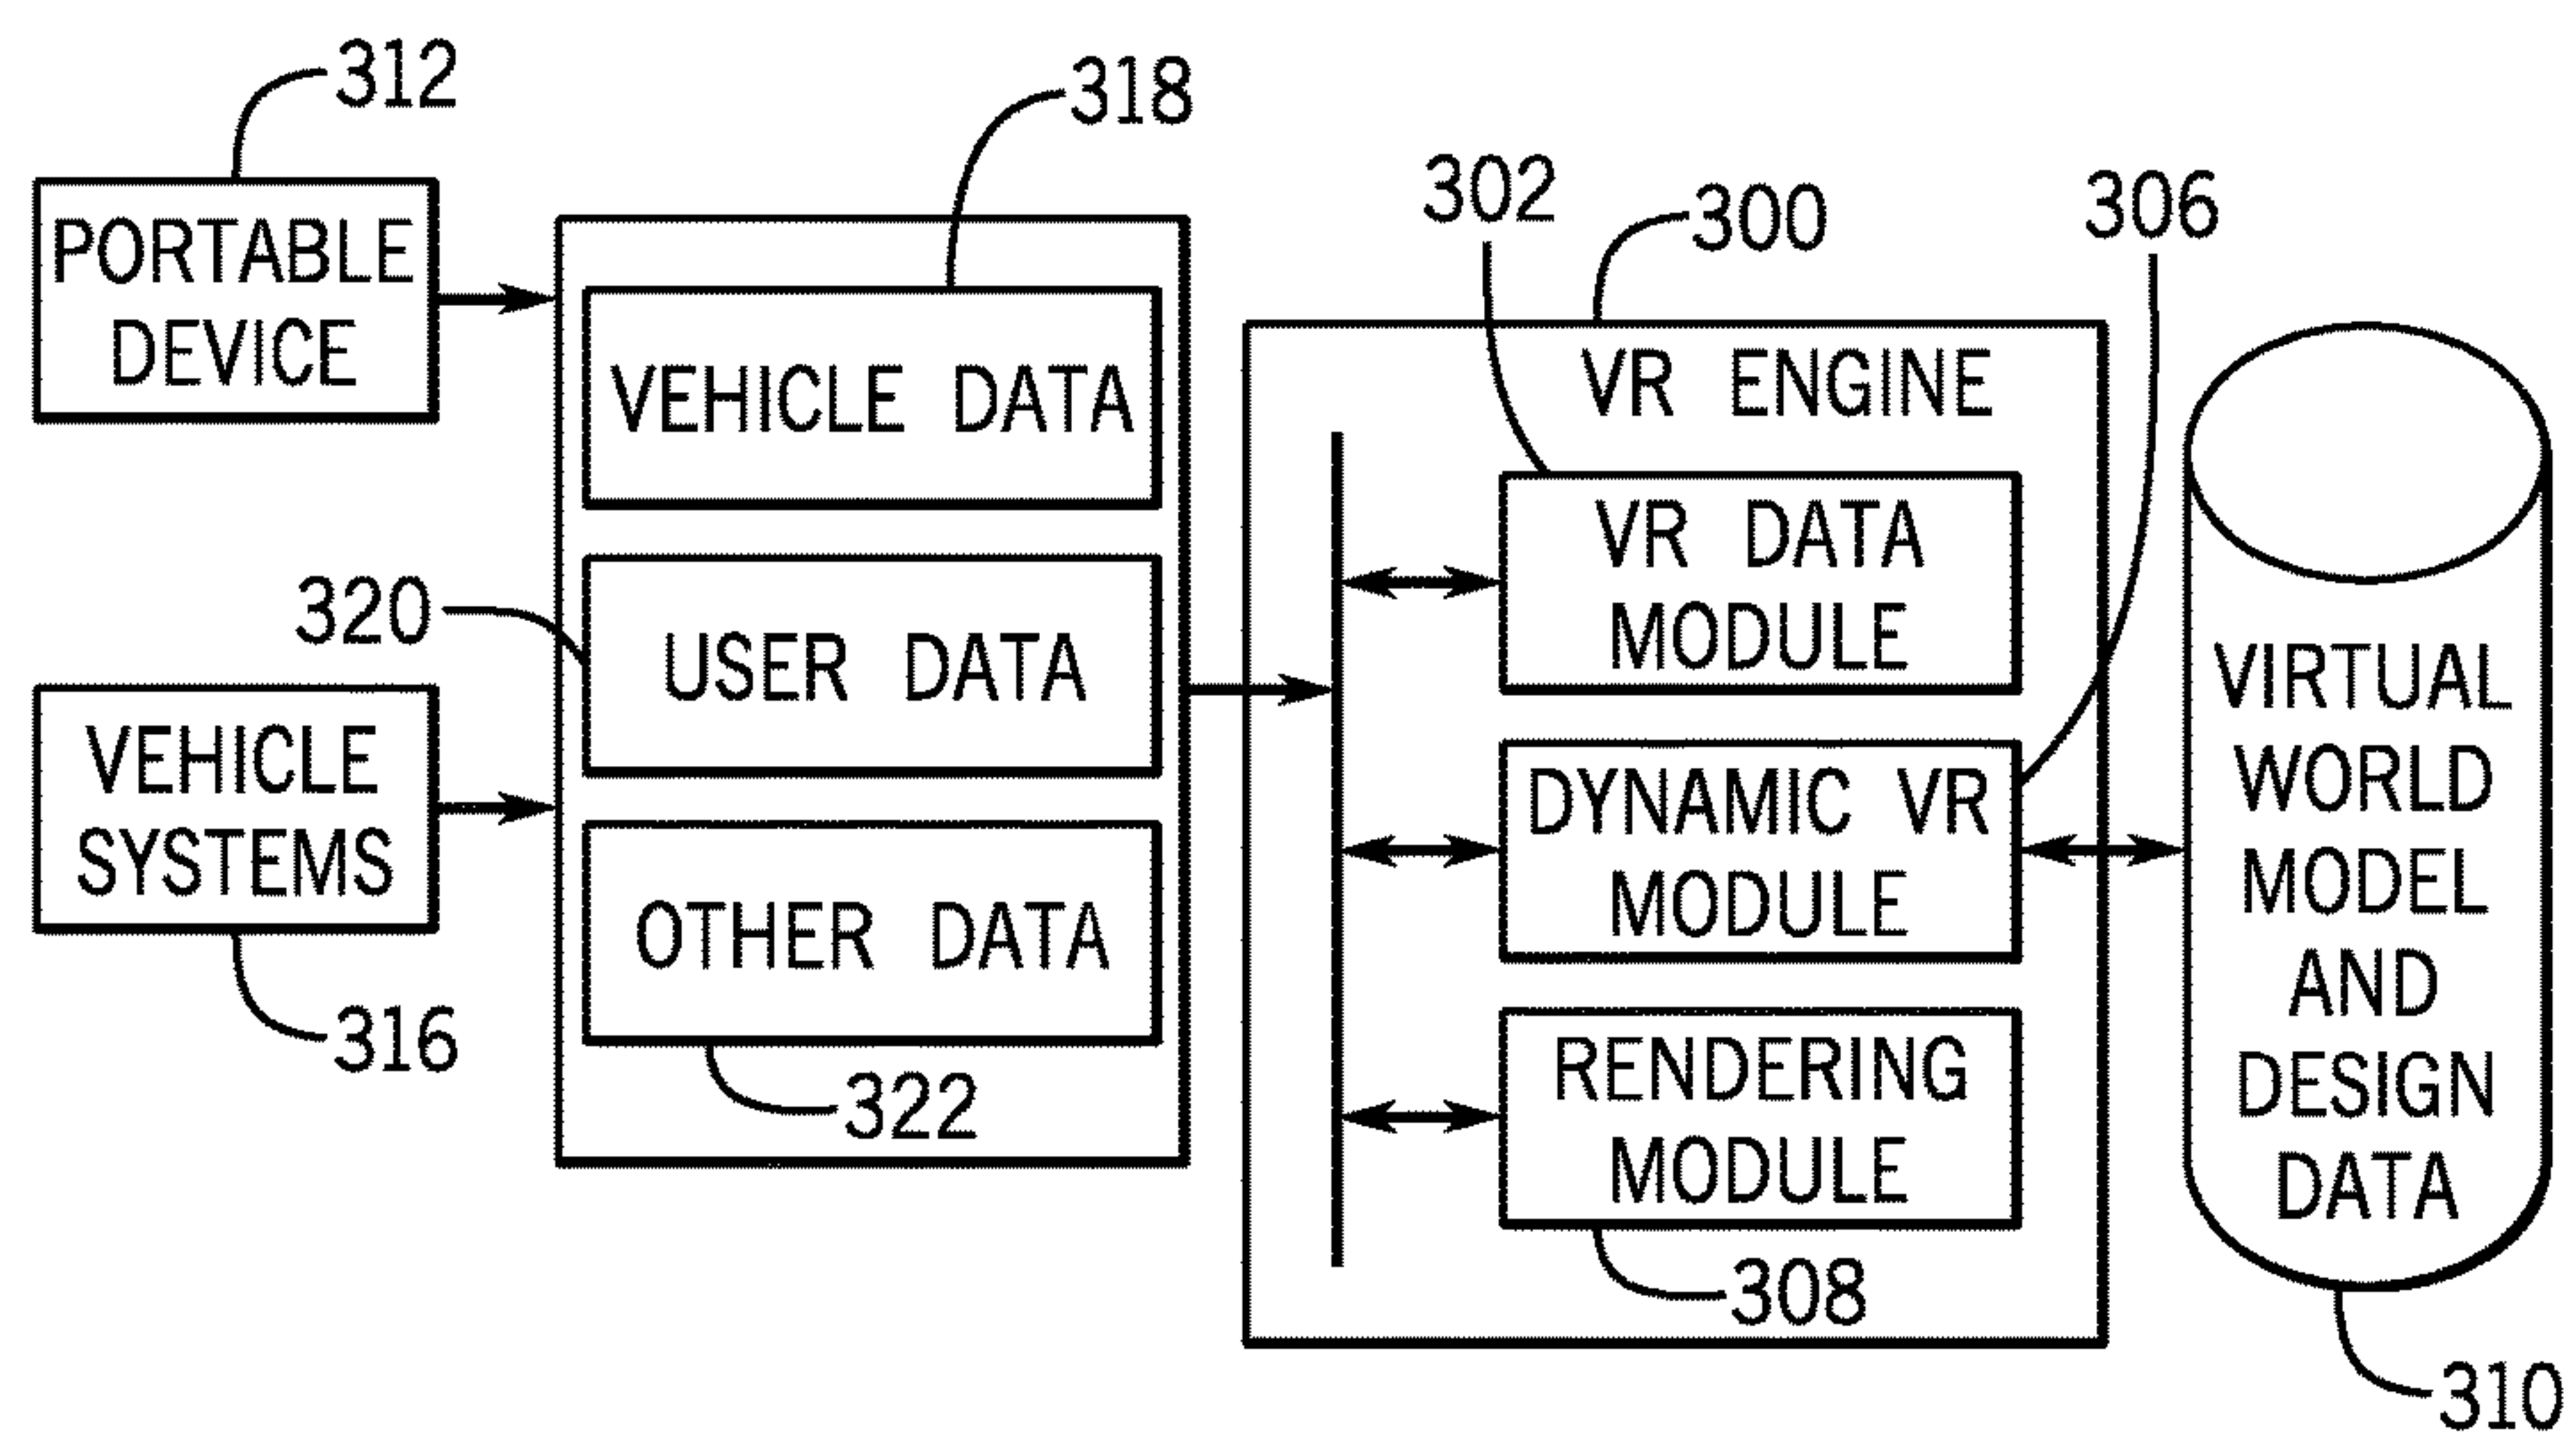 312
PORTABLE
DEVICE
VEHICLE
SYSTEMS
316
318
VEHICLE DATA
320
USER DATA
OTHER DATA
322
302
300
306
VR ENGINE
VR DATA
MODULE
DYNAMIC VR
MODULE
RENDERING
MODULE
308
VIRTUAL
WORLD
MODEL
AND
DESIGN
DATA
310